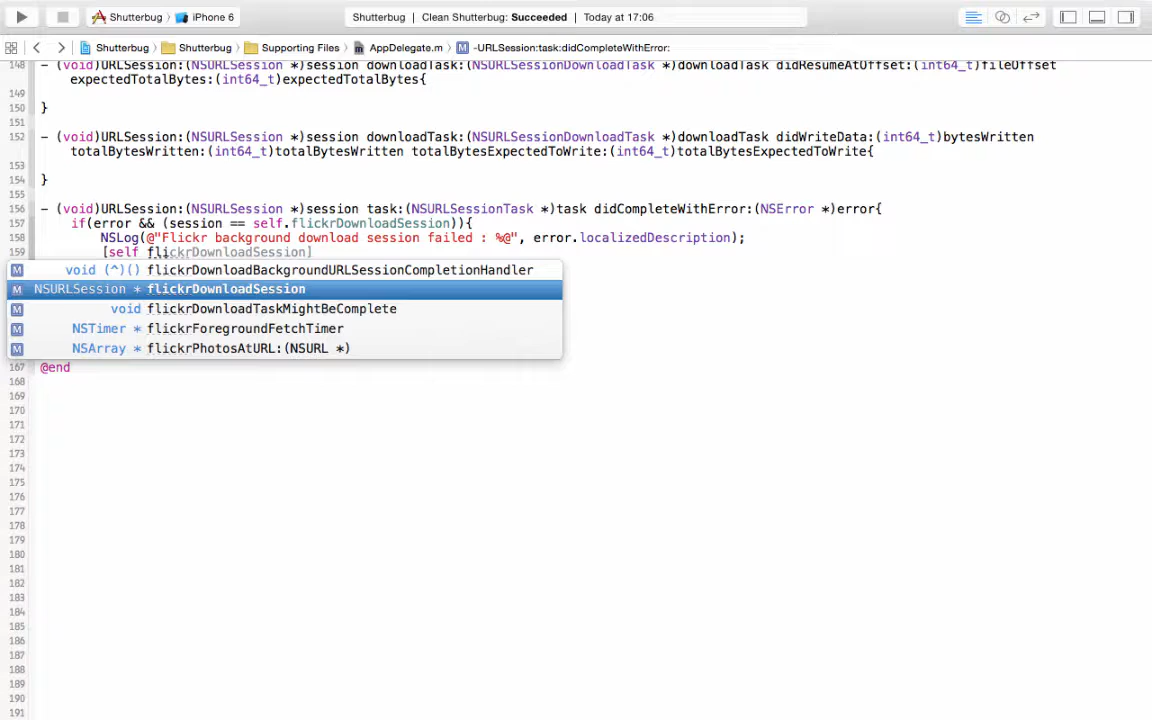 Shutterbug iPhone 6 Shutterbug | Clean Shutterbug: Succeeded | Today at 17:06
Shutterbug Shutterbug Supporting Files AppDelegate.m M -URLSession:task:didCompleteWithError:
148 - (void)URLSession:(NSURLSession *)session downloadTask:(NSURLSessionDownloadTask *)downloadTask didResumeAtOffset:(int64_t)fileOffset
expectedTotalBytes:(int64_t)expectedTotalBytes{
149
150 }
151
152 - (void)URLSession:(NSURLSession *)session downloadTask:(NSURLSessionDownloadTask *)downloadTask didWriteData:(int64_t)bytesWritten
totalBytesWritten:(int64_t)totalBytesWritten totalBytesExpectedToWrite:(int64_t)totalBytesExpectedToWrite{
153
154 }
155
156 - (void)URLSession:(NSURLSession *)session task:(NSURLSessionTask *)task didCompleteWithError:(NSError *)error{
157 if(error && (session == self.flickrDownloadSession)){
158 NSLog(@"Flickr background download session failed : %@", error.localizedDescription);
159 [self flickrDownloadSession]
M void (^)() flickrDownloadBackgroundURLSessionCompletionHandler
M NSURLSession * flickrDownloadSession
M void flickrDownloadTaskMightBeComplete
M NSTimer * flickrForegroundFetchTimer
M NSArray * flickrPhotosAtURL:(NSURL *)
167 @end
168
169
170
171
172
173
174
175
176
177
178
179
180
181
182
183
184
185
186
187
188
189
190
191